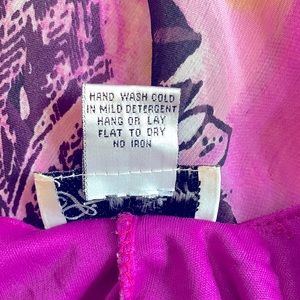 HAND WASH COLD
IN MILD DETERGENT
HANG OR LAY
FLAT TO DRY
NO IRON